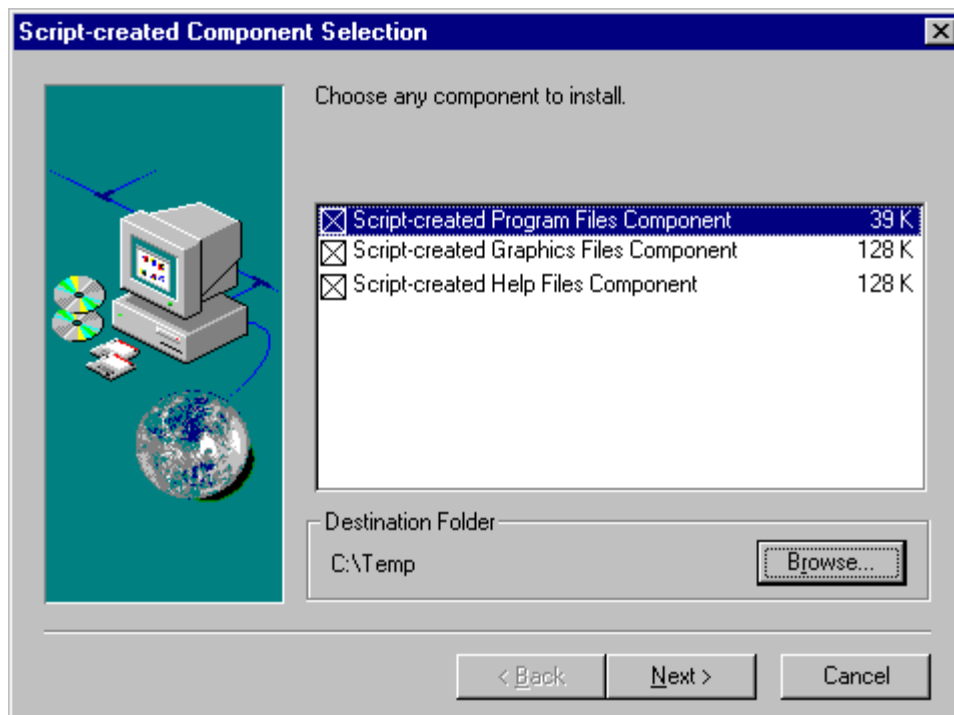 Script-created Component Selection
Choose any component to install.
Script-created Program Files Component 39 K
Script-created Graphics Files Component 128 K
Script-created Help Files Component 128 K
Destination Folder
C:\Temp
Browse...
< Back
Next >
Cancel